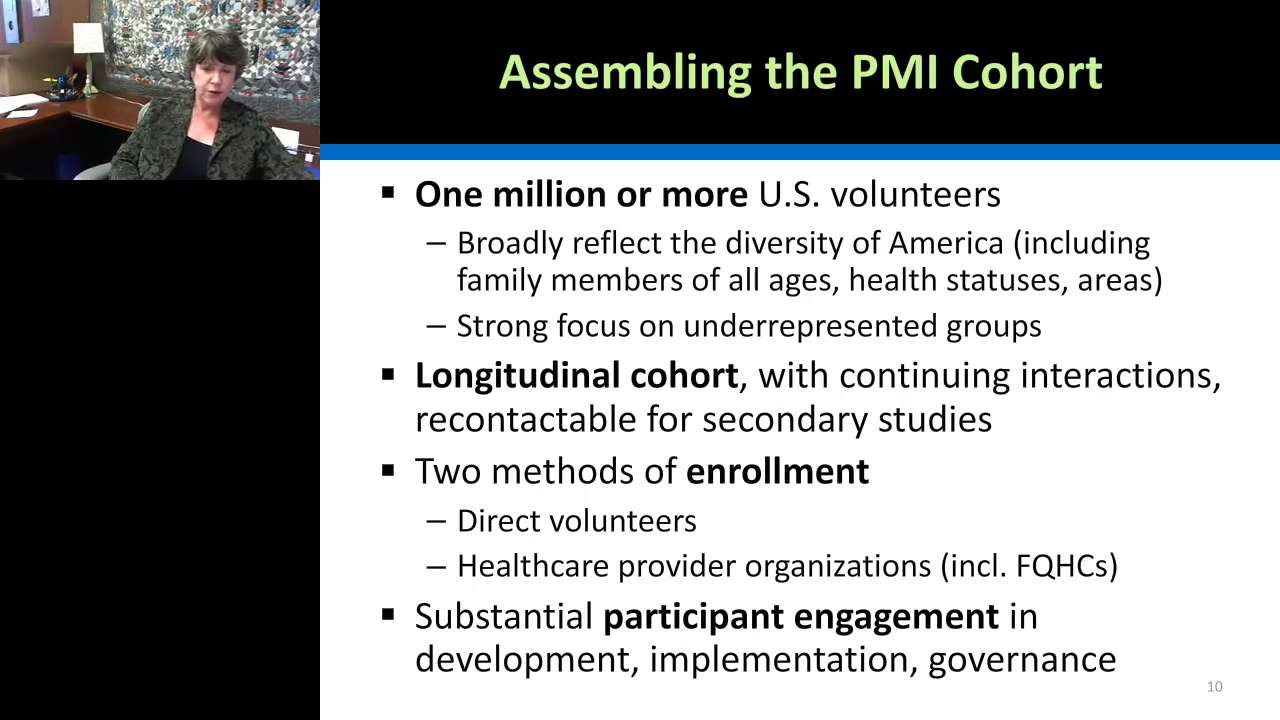 Assembling the PMI Cohort
▪ One million or more U.S. volunteers
– Broadly reflect the diversity of America (including
family members of all ages, health statuses, areas)
– Strong focus on underrepresented groups
▪ Longitudinal cohort, with continuing interactions,
recontactable for secondary studies
▪ Two methods of enrollment
– Direct volunteers
– Healthcare provider organizations (incl. FQHCs)
▪ Substantial participant engagement in
development, implementation, governance
10